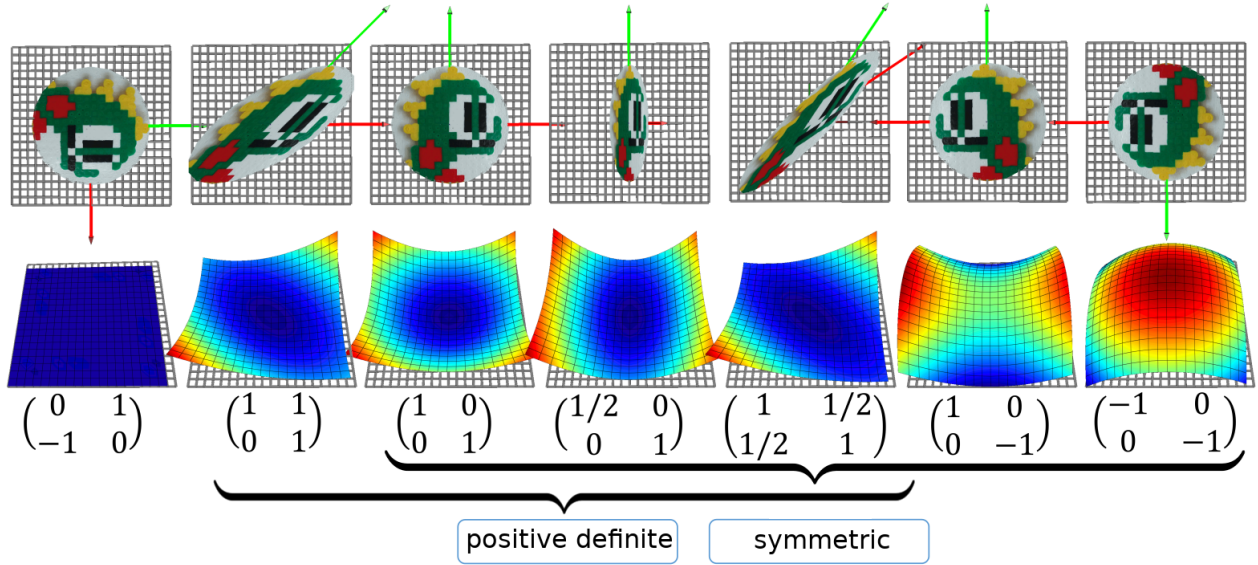 0 1 1 1 1 0 1/2 0 1 1/2 1 0 −1 0
−1 0 0 1 0 1 0 1 1/2 1 0 −1 0 −1
positive definite symmetric